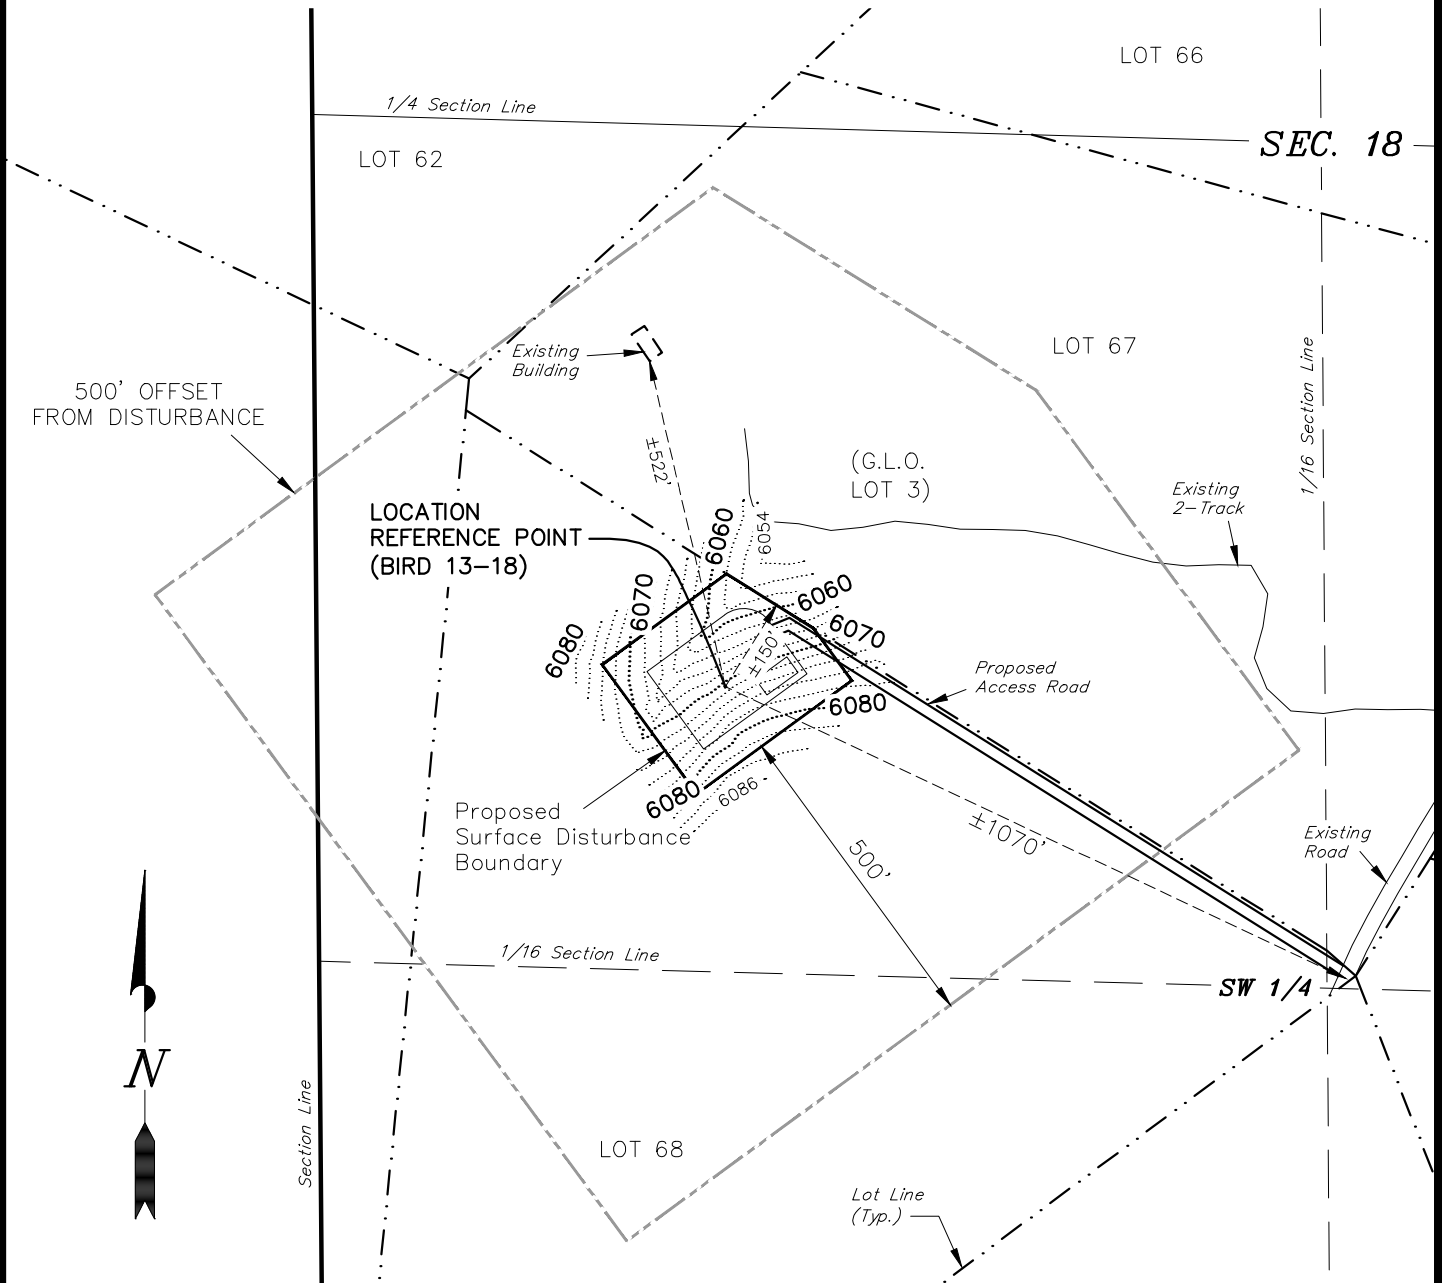 LOT 66
1/4 Section Line
SEC. 18
LOT 62
LOT 67
1/16 Section Line
Existing
Building
500' OFFSET
FROM DISTURBANCE
±522'
(G.L.O.
LOT 3)
Existing
2-Track
LOCATION
REFERENCE POINT
(BIRD 13-18)
6060
6054
6070
6060
6080
6070
±150'
Proposed
Access Road
6080
6080
6086
Proposed
Surface Disturbance
Boundary
500'
±1070'
Existing
Road
1/16 Section Line
SW 1/4
N
Section Line
LOT 68
Lot Line
(Typ.)